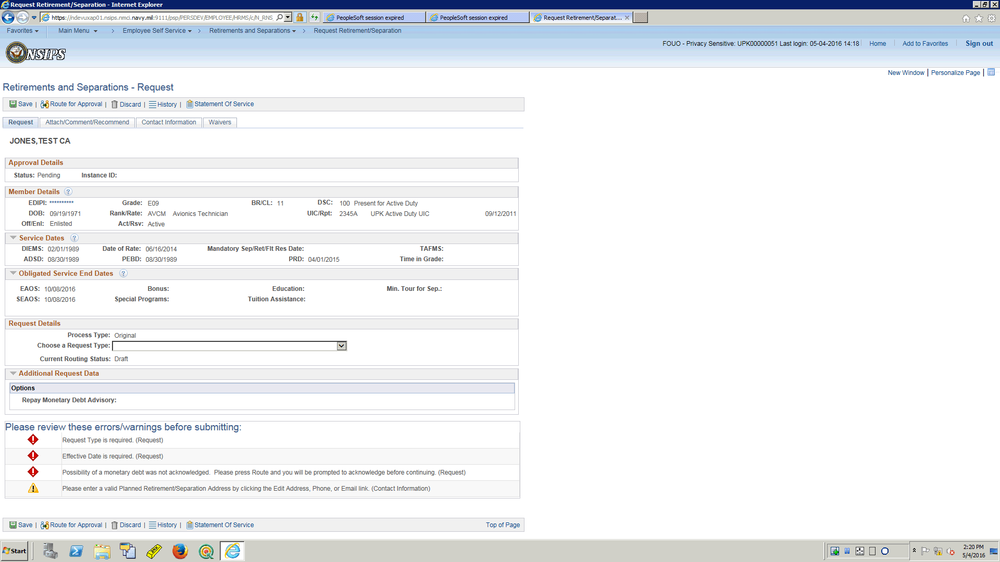 Request Retirement/Separation - Internet Explorer
https://ndevuxap01.nsips.nmci.navy.mil:9111/psp/PERSDEV/EMPLOYEE/HRMS/c/N_RNS_ PeopleSoft session expired PeopleSoft session expired Request Retirement/Separat...
Favorites Main Menu > Employee Self Service > Retirements and Separations > Request Retirement/Separation
FOUO - Privacy Sensitive: UPK00000051 Last login: 05-04-2016 14:18 Home Add to Favorites Sign out
NSIPS
New Window | Personalize Page |
Retirements and Separations - Request
Save | Route for Approval | Discard | History | Statement Of Service
Request Attach/Comment/Recommend Contact Information Waivers
JONES,TEST CA
Approval Details
Status: Pending Instance ID:
Member Details ?
EDIPI: ********** Grade: E09 BR/CL: 11 DSC: 100 Present for Active Duty
DOB: 09/19/1971 Rank/Rate: AVCM Avionics Technician UIC/Rpt: 2345A UPK Active Duty UIC 09/12/2011
Off/Enl: Enlisted Act/Rsv: Active
Service Dates ?
DIEMS: 02/01/1989 Date of Rate: 06/16/2014 Mandatory Sep/Ret/Flt Res Date: TAFMS:
ADSD: 08/30/1989 PEBD: 08/30/1989 PRD: 04/01/2015 Time in Grade:
Obligated Service End Dates ?
EAOS: 10/08/2016 Bonus: Education: Min. Tour for Sep.:
SEAOS: 10/08/2016 Special Programs: Tuition Assistance:
Request Details
Process Type: Original
Choose a Request Type:
Current Routing Status: Draft
Additional Request Data
Options
Repay Monetary Debt Advisory:
Please review these errors/warnings before submitting:
Request Type is required. (Request)
Effective Date is required. (Request)
Possibility of a monetary debt was not acknowledged. Please press Route and you will be prompted to acknowledge before continuing. (Request)
Please enter a valid Planned Retirement/Separation Address by clicking the Edit Address, Phone, or Email link. (Contact Information)
Save | Route for Approval | Discard | History | Statement Of Service Top of Page
Start
2:20 PM
5/4/2016